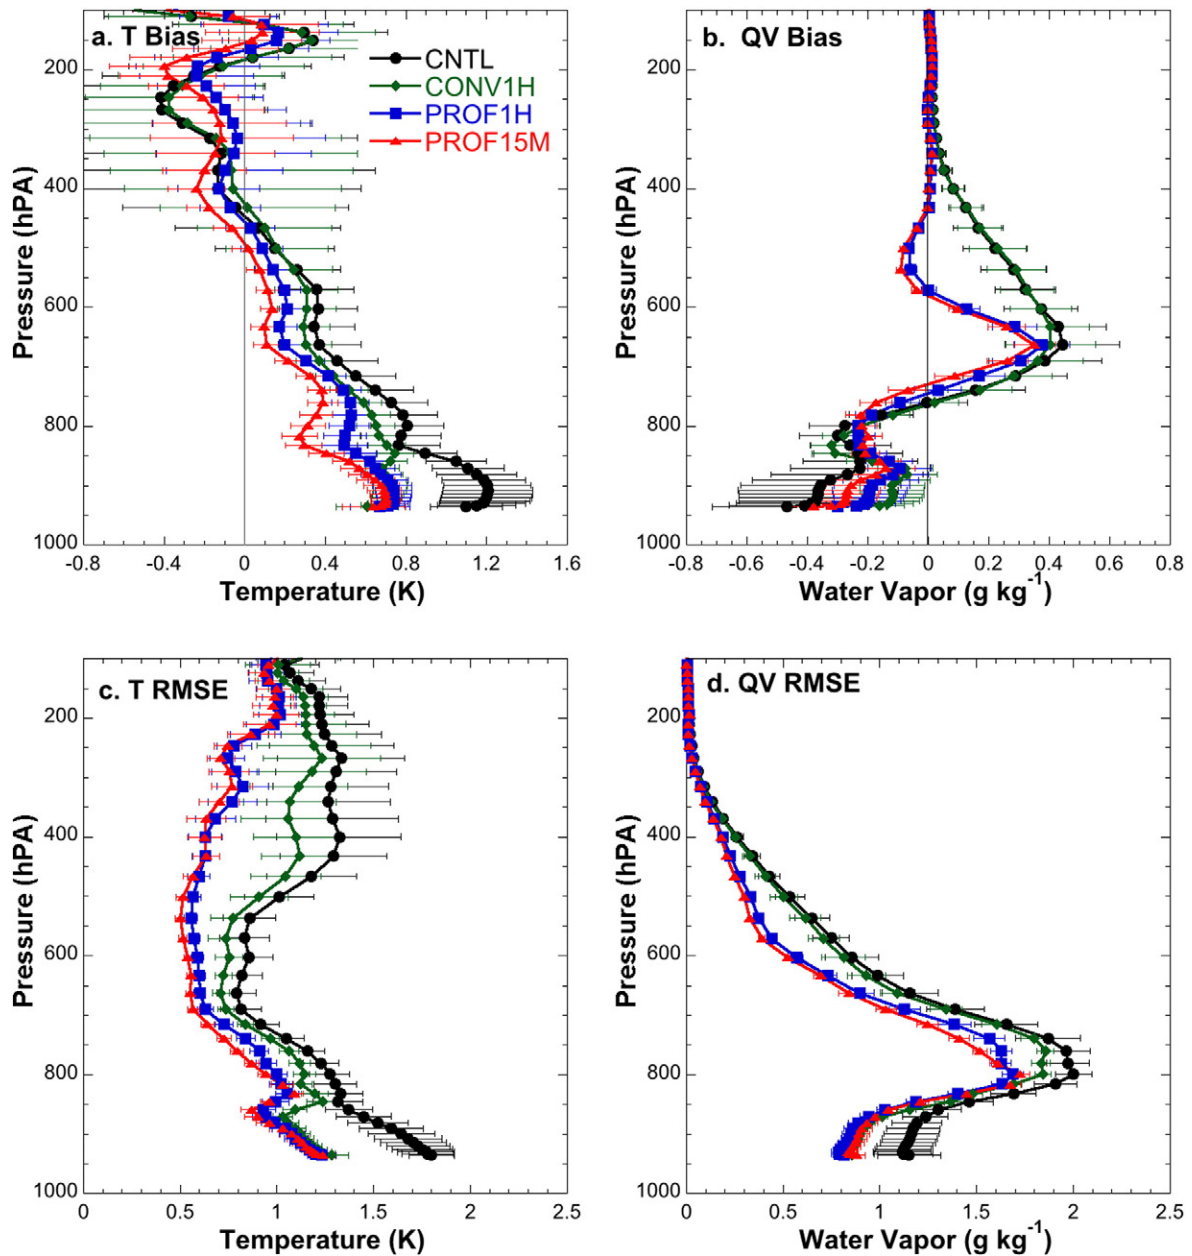 a. T Bias
CNTL
CONV1H
PROF1H
PROF15M
Pressure (hPA)
200
400
600
800
1000
-0.8 -0.4 0 0.4 0.8 1.2 1.6
Temperature (K)
b. QV Bias
Pressure (hPA)
200
400
600
800
1000
-0.8 -0.6 -0.4 -0.2 0 0.2 0.4 0.6 0.8
Water Vapor (g kg-1)
c. T RMSE
Pressure (hPA)
200
400
600
800
1000
0 0.5 1 1.5 2 2.5
Temperature (K)
d. QV RMSE
Pressure (hPA)
200
400
600
800
1000
0 0.5 1 1.5 2 2.5
Water Vapor (g kg-1)